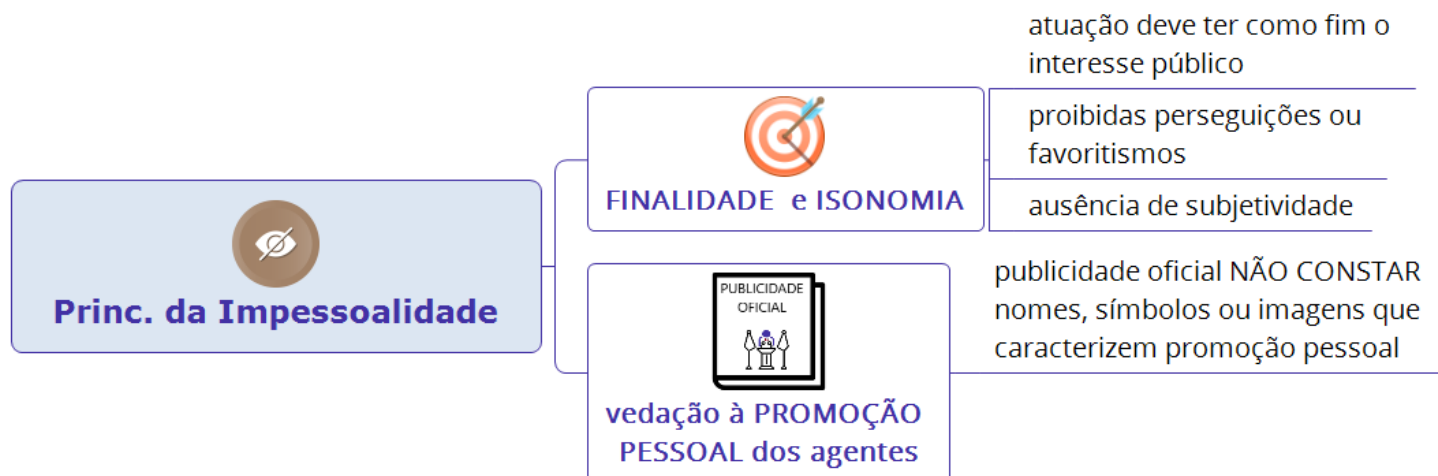 Princ. da Impessoalidade
FINALIDADE e ISONOMIA
atuação deve ter como fim o
interesse público
proibidas perseguições ou
favoritismos
ausência de subjetividade
PUBLICIDADE
OFICIAL
vedação à PROMOÇÃO
PESSOAL dos agentes
publicidade oficial NÃO CONSTAR
nomes, símbolos ou imagens que
caracterizem promoção pessoal